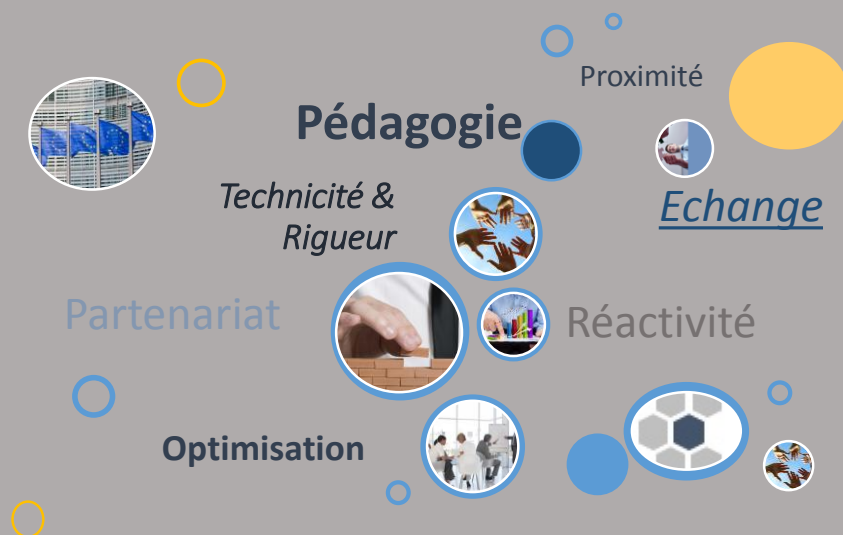 Proximité
Pédagogie
Technicité &
Rigueur
Echange
Partenariat
Réactivité
Optimisation